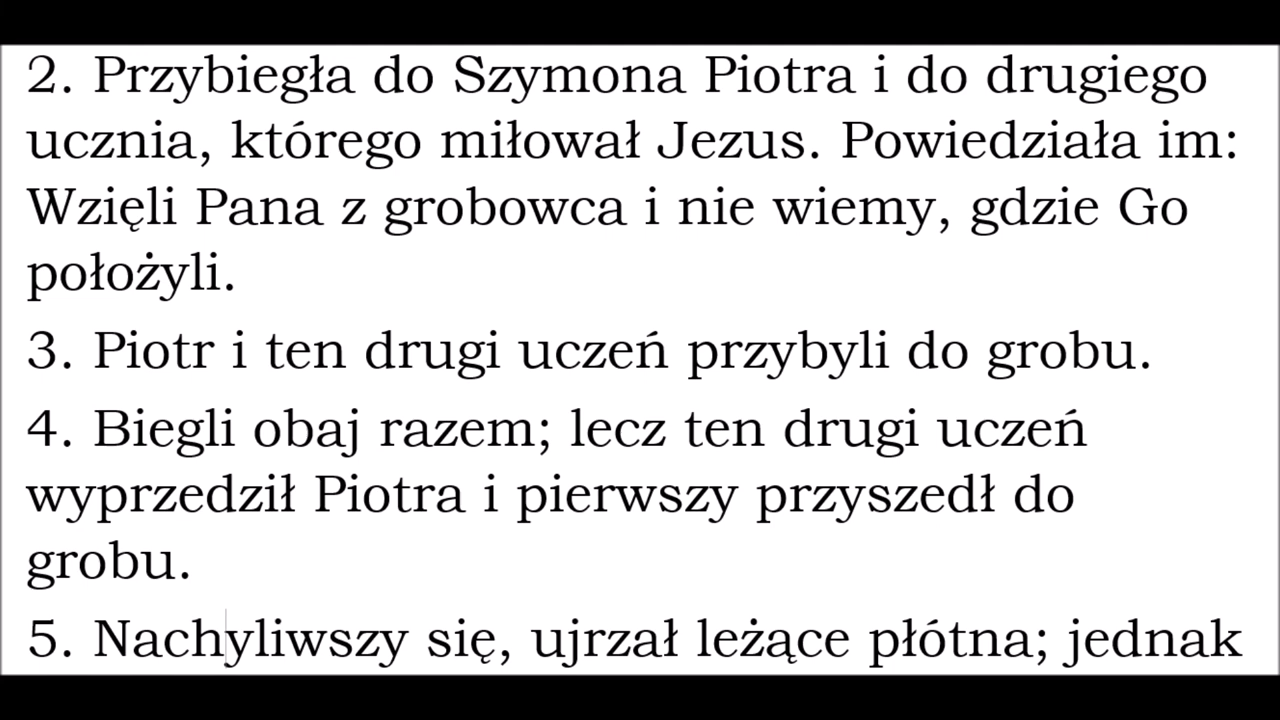 2. Przybiegła do Szymona Piotra i do drugiego
ucznia, którego miłował Jezus. Powiedziała im:
Wzięli Pana z grobowca i nie wiemy, gdzie Go
położyli.
3. Piotr i ten drugi uczeń przybyli do grobu.
4. Biegli obaj razem; lecz ten drugi uczeń
wyprzedził Piotra i pierwszy przyszedł do
grobu.
5. Nachyliwszy się, ujrzał leżące płótna; jednak